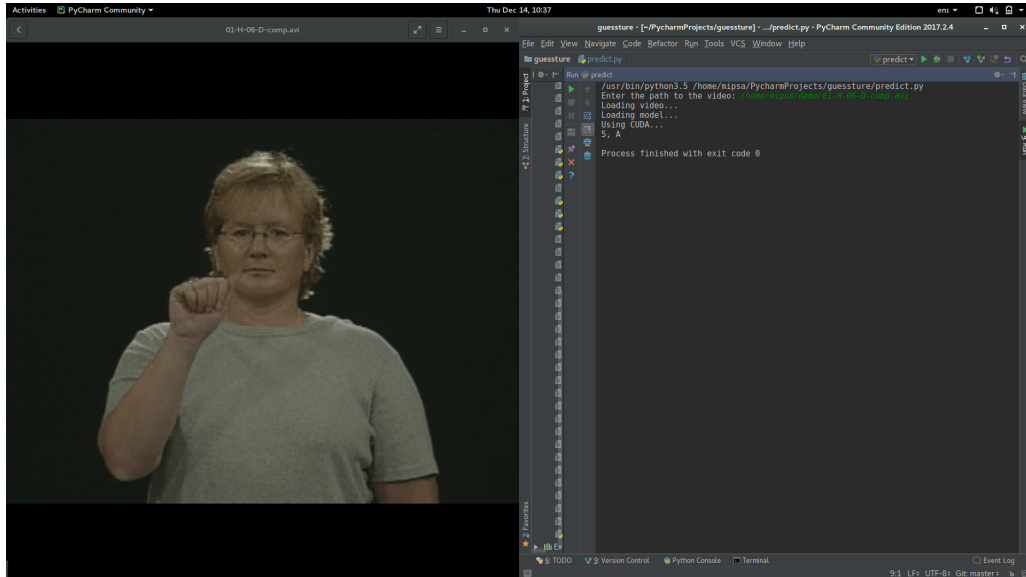 Activities PyCharm Community Thu Dec 14, 10:37 en1
01-H-06-D-comp.avi
guessture - [~/PycharmProjects/guessture] - .../predict.py - PyCharm Community Edition 2017.2.4
File Edit View Navigate Code Refactor Run Tools VCS Window Help
guessture predict.py predict
1: Project
Run predict
/usr/bin/python3.5 /home/mipsa/PycharmProjects/guessture/predict.py
Enter the path to the video: /home/mipsa/demo/01-H-06-D-comp.avi
Loading video...
Loading model...
Using CUDA...
5, A
Process finished with exit code 0
Z: Structure
2: Favorites
Ex
6: TODO 9: Version Control Python Console Terminal Event Log
9:1 LF÷ UTF-8÷ Git: master÷